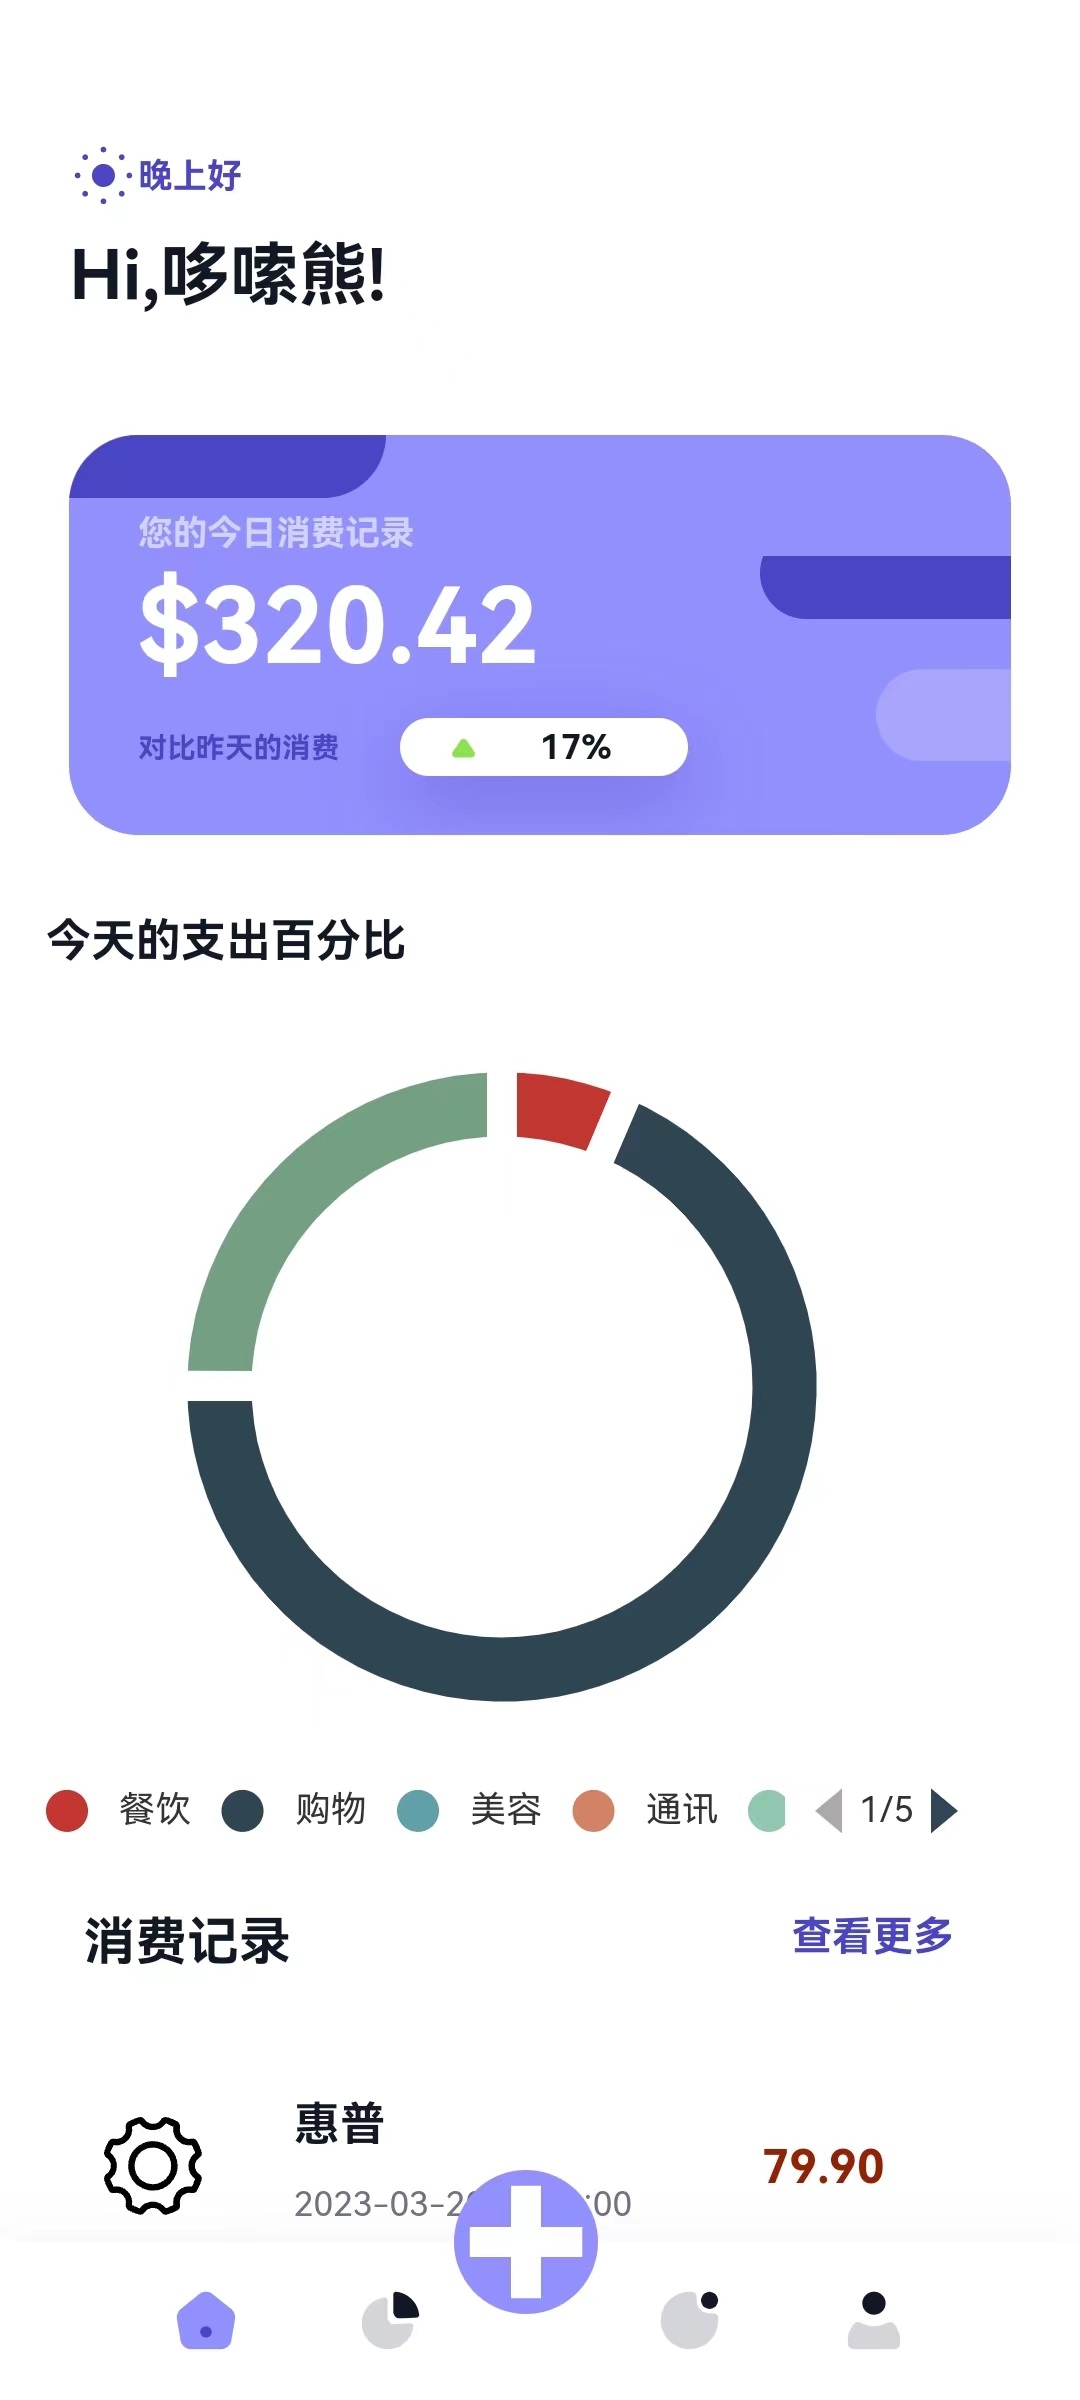 晚上好
Hi,哆嗦熊!
您的今日消费记录
$320.42
对比昨天的消费 17%
今天的支出百分比
餐饮 购物 美容 通讯 1/5
消费记录 查看更多
惠普
79.90
2023-03-2 :00